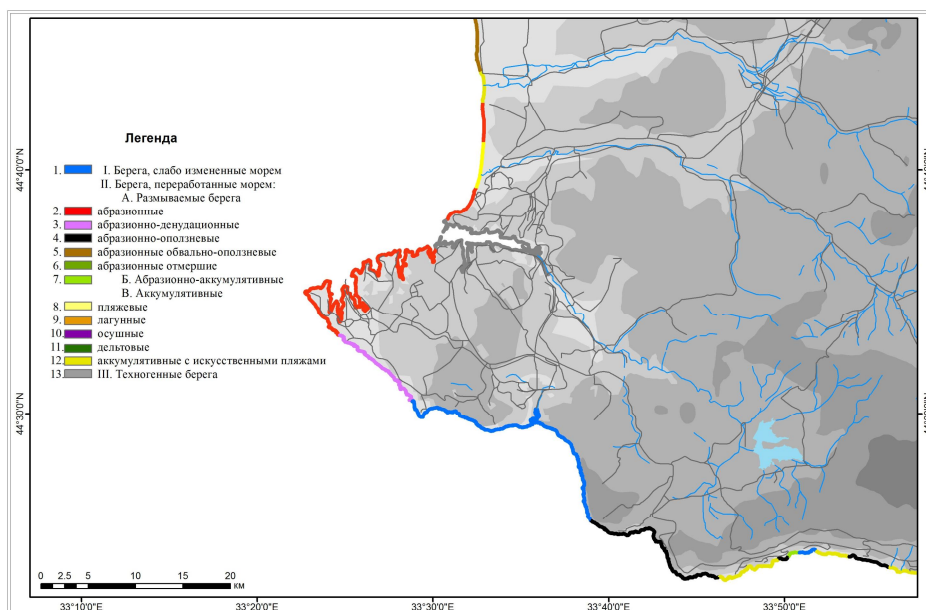 Легенда
1. I. Берега, слабо измененные морем
II. Берега, переработанные морем:
А. Размываемые берега
2. абразионные
3. абразионно-денудационные
4. абразионно-оползневые
5. абразионные обвально-оползневые
6. абразионные отмершие
7. Б. Абразионно-аккумулятивные
В. Аккумулятивные
8. пляжевые
9. лагунные
10. осушные
11. дельтовые
12. аккумулятивные с искусственными пляжами
13. III. Техногенные берега
44°40'0"N
44°30'0"N
0 2.5 5 10 15 20
км
33°10'0"E 33°20'0"E 33°30'0"E 33°40'0"E 33°50'0"E